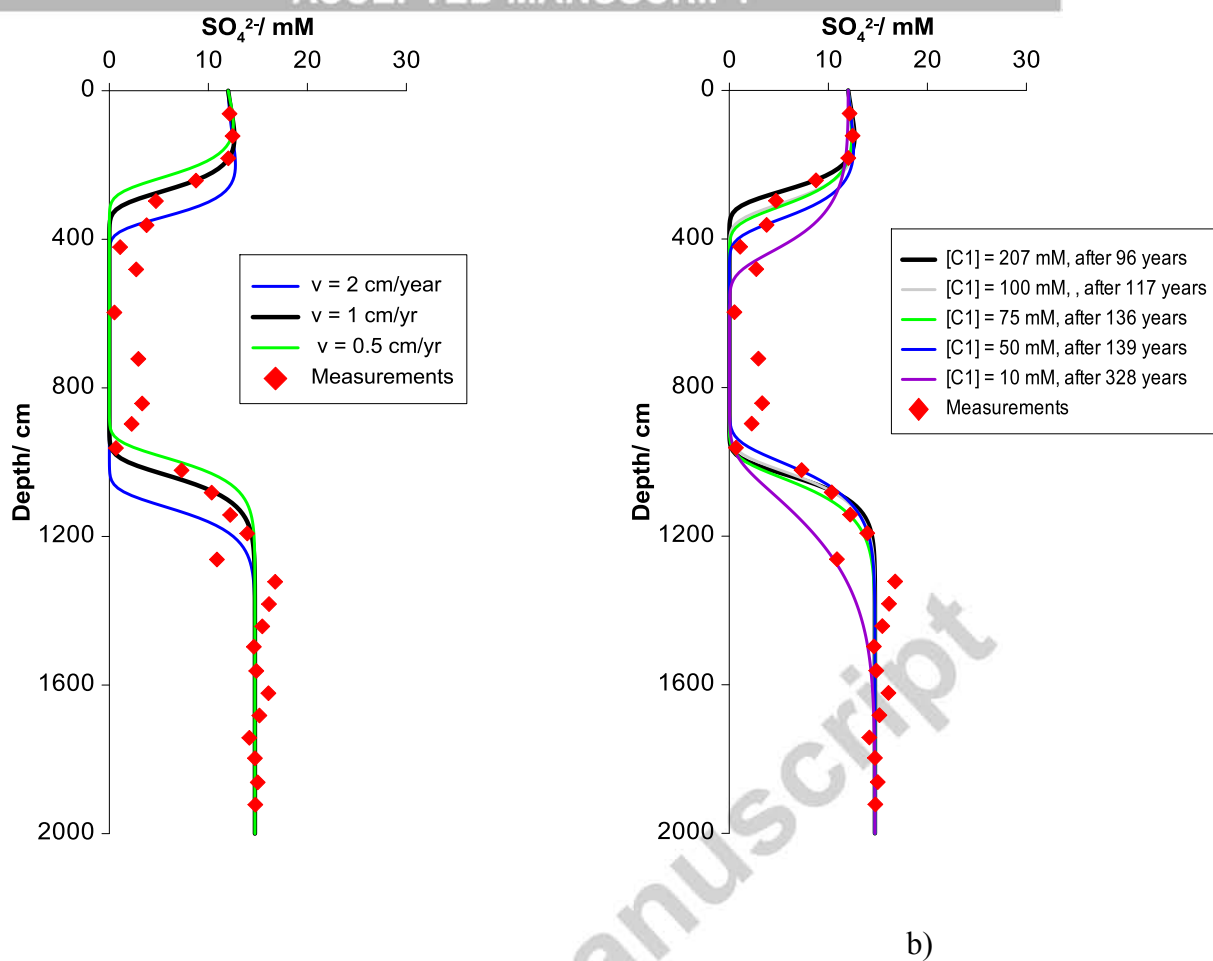 ACCEPTED MANUSCRIPT
SO₄²⁻/ mM
0 10 20 30
0
400
800
1200
1600
2000
Depth/ cm
v = 2 cm/year
v = 1 cm/yr
v = 0.5 cm/yr
Measurements
SO₄²⁻/ mM
0 10 20 30
0
400
800
1200
1600
2000
Depth/ cm
[C1] = 207 mM, after 96 years
[C1] = 100 mM, , after 117 years
[C1] = 75 mM, after 136 years
[C1] = 50 mM, after 139 years
[C1] = 10 mM, after 328 years
Measurements
anuscript
b)